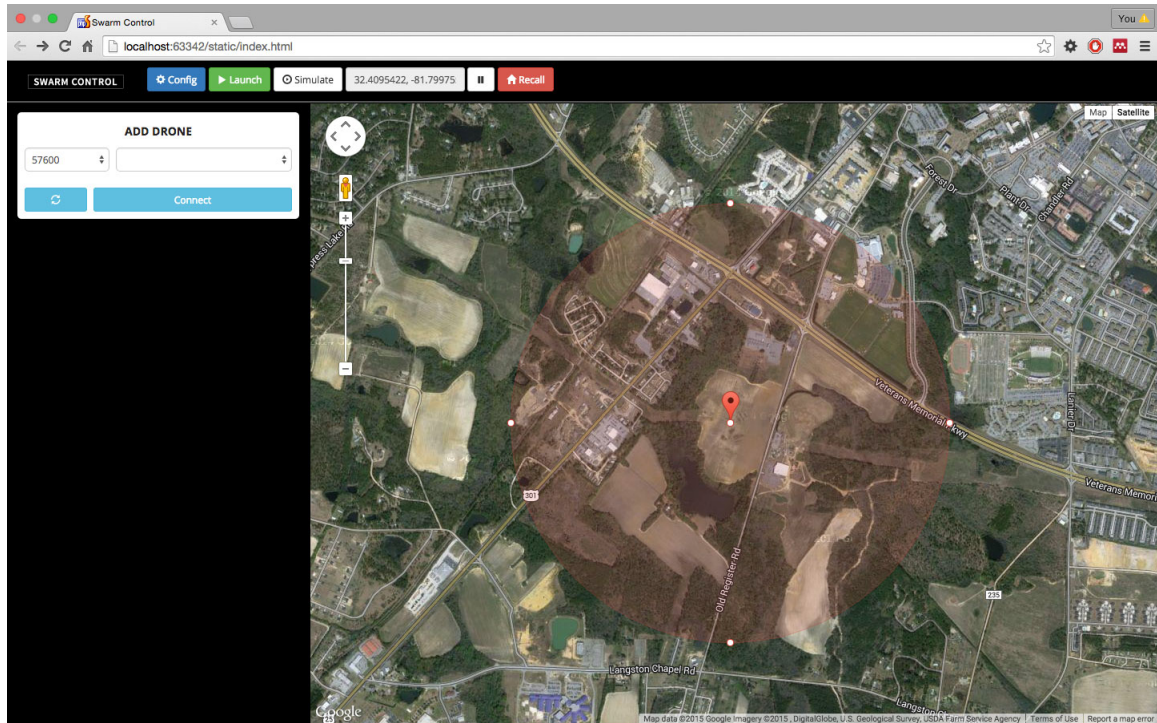 Swarm Control
You
localhost:63342/static/index.html
SWARM CONTROL
Config
Launch
Simulate
32.4095422, -81.79975
Recall
ADD DRONE
57600
Connect
Map
Satellite
Forest Dr
Plant Dr
Chandler Rd
Lanier Dr
Veterans Memorial Pkwy
Veterans Memori
301
Old Register Rd
235
Langston Chapel Rd
25
Google
Map data ©2015 Google Imagery ©2015 , DigitalGlobe, U.S. Geological Survey, USDA Farm Service Agency
Terms of Use
Report a map error